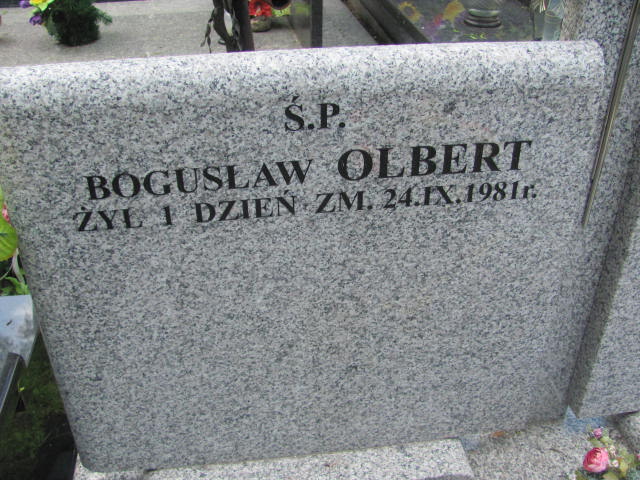 Ś.P.
BOGUSŁAW OLBERT
ŻYŁ 1 DZIEŃ ZM. 24.IX.1981r.